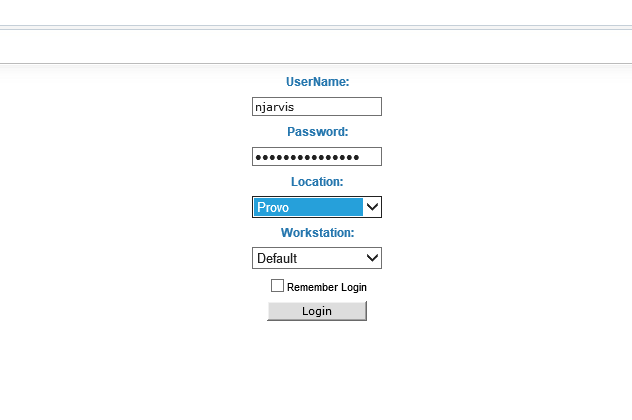 UserName:
njarvis
Password:
•••••••••••••••
Location:
Provo
Workstation:
Default
Remember Login
Login